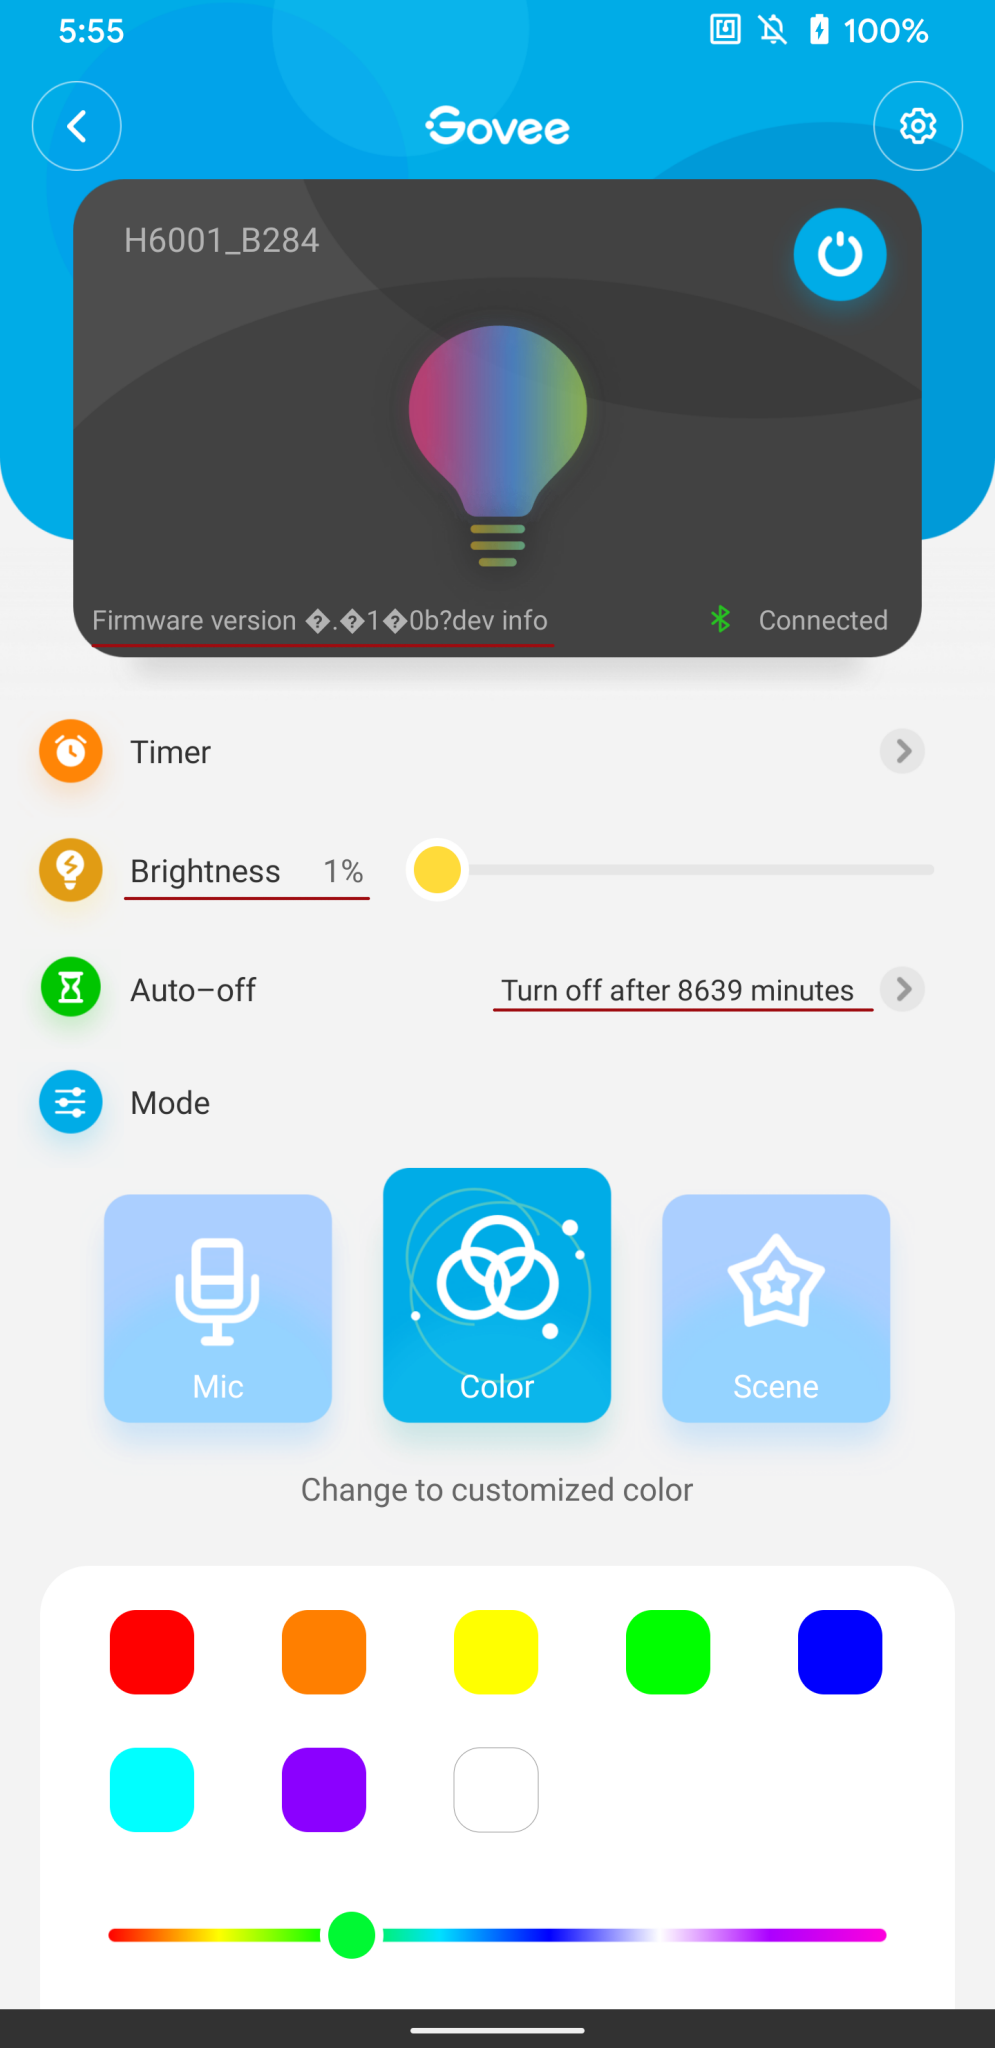 5:55 100%
Govee
H6001_B284
Firmware version �.�1�0b?dev info Connected
Timer
Brightness 1%
Auto-off Turn off after 8639 minutes
Mode
Mic Color Scene
Change to customized color